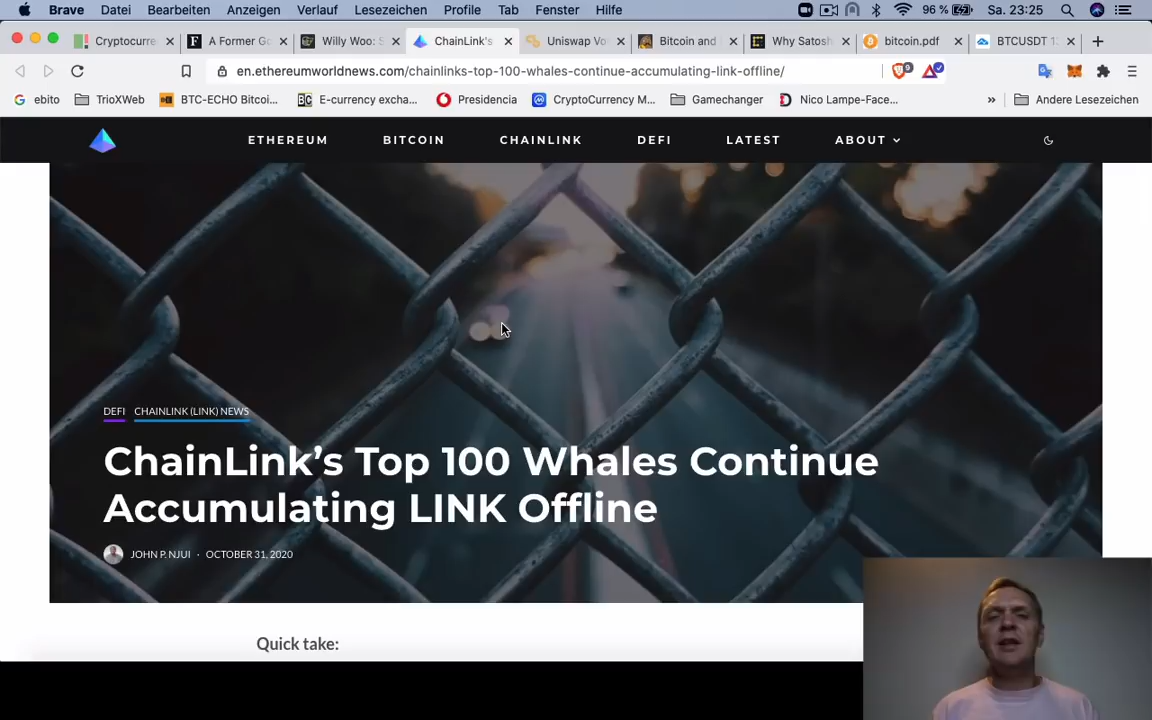 Brave Datei Bearbeiten Anzeigen Verlauf Lesezeichen Profile Tab Fenster Hilfe 96 % Sa. 23:25
Cryptocurre A Former Go Willy Woo: S ChainLink's Uniswap Vo Bitcoin and Why Satosh bitcoin.pdf BTCUSDT 1
en.ethereumworldnews.com/chainlinks-top-100-whales-continue-accumulating-link-offline/
ebito TrioXWeb BTC-ECHO Bitcoi... E-currency excha... Presidencia CryptoCurrency M... Gamechanger Nico Lampe-Face... » Andere Lesezeichen
ETHEREUM BITCOIN CHAINLINK DEFI LATEST ABOUT
DEFI CHAINLINK (LINK) NEWS
ChainLink’s Top 100 Whales Continue
Accumulating LINK Offline
JOHN P. NJUI · OCTOBER 31, 2020
Quick take: